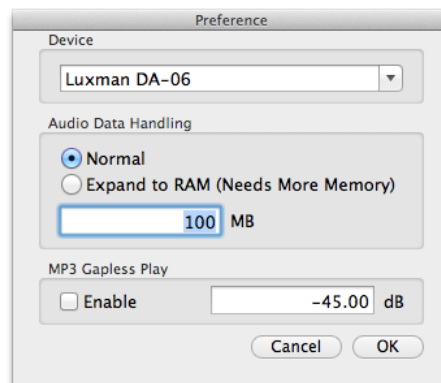 Preference
Device
Luxman DA-06
Audio Data Handling
Normal
Expand to RAM (Needs More Memory)
100 MB
MP3 Gapless Play
Enable -45.00 dB
Cancel OK